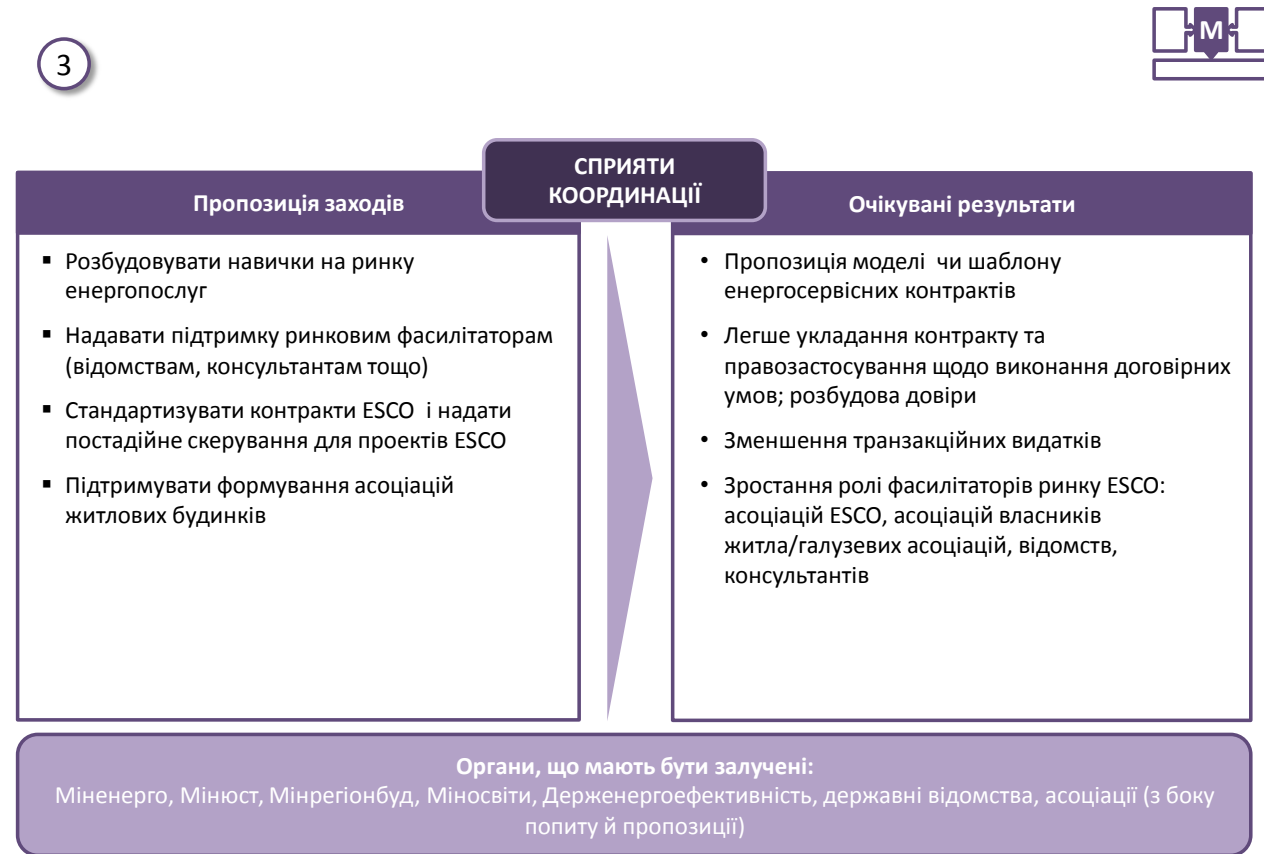 3
М
СПРИЯТИ
КООРДИНАЦІЇ
Пропозиція заходів
▪ Розбудовувати навички на ринку
енергопослуг
▪ Надавати підтримку ринковим фасилітаторам
(відомствам, консультантам тощо)
▪ Стандартизувати контракти ESCO і надати
постадійне скерування для проектів ESCO
▪ Підтримувати формування асоціацій
житлових будинків
Очікувані результати
• Пропозиція моделі чи шаблону
енергосервісних контрактів
• Легше укладання контракту та
правозастосування щодо виконання договірних
умов; розбудова довіри
• Зменшення транзакційних видатків
• Зростання ролі фасилітаторів ринку ESCO:
асоціацій ESCO, асоціацій власників
житла/галузевих асоціацій, відомств,
консультантів
Органи, що мають бути залучені:
Міненерго, Мінюст, Мінрегіонбуд, Міносвіти, Держенергоефективність, державні відомства, асоціації (з боку
попиту й пропозиції)